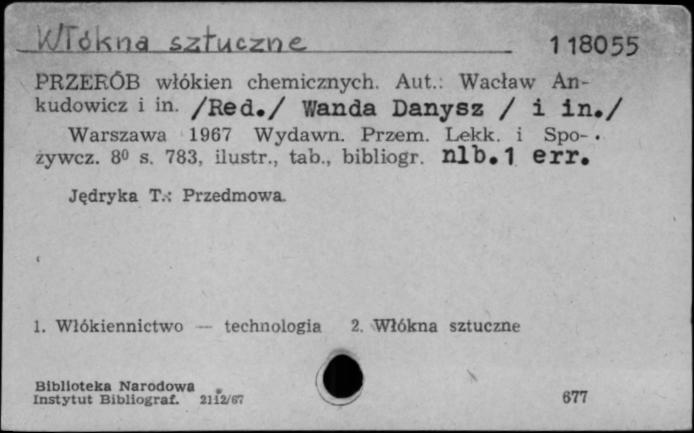 Włókna sztuczne 118055
PRZERÓB włókien chemicznych. Aut.: Wacław An-
kudowicz i in. /Red./ Wanda Danysz / i in./
Warszawa 1967 Wydawn. Przem. Lekk. i Spo-
żywcz. 8⁰ s. 783, ilustr., tab., bibliogr. nlb.1 err.
Jędryka T.: Przedmowa.
1. Włókiennictwo — technologia 2. Włókna sztuczne
Biblioteka Narodowa
Instytut Bibliograf. 2112/67 677